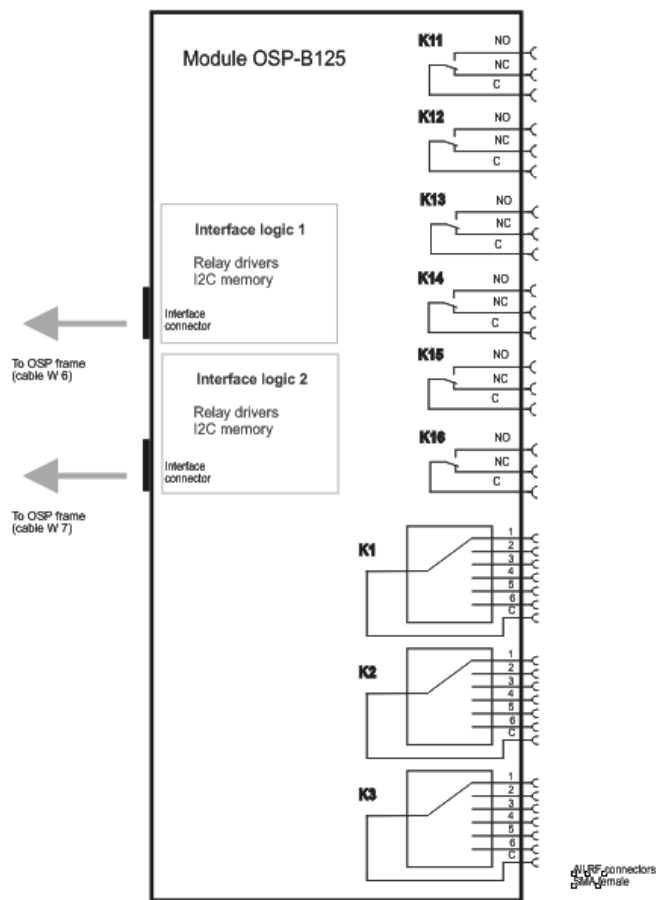 Module OSP-B125
K11
NO
NC
C
K12
NO
NC
C
K13
NO
NC
C
K14
NO
NC
C
K15
NO
NC
C
K16
NO
NC
C
Interface logic 1
Relay drivers
I2C memory
Interface
connector
To OSP frame
(cable W 6)
Interface logic 2
Relay drivers
I2C memory
Interface
connector
To OSP frame
(cable W 7)
K1
1
2
3
4
5
6
C
K2
1
2
3
4
5
6
C
K3
1
2
3
4
5
6
C
All RF connectors
SMA female